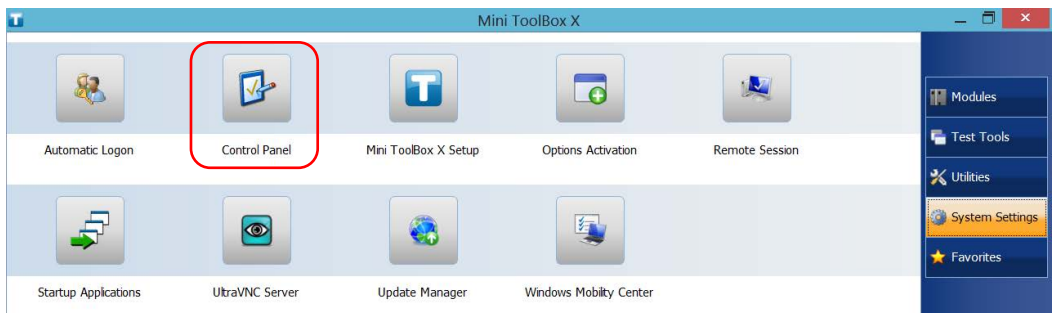 Mini ToolBox X
Automatic Logon
Control Panel
Mini ToolBox X Setup
Options Activation
Remote Session
Startup Applications
UltraVNC Server
Update Manager
Windows Mobility Center
Modules
Test Tools
Utilities
System Settings
Favorites